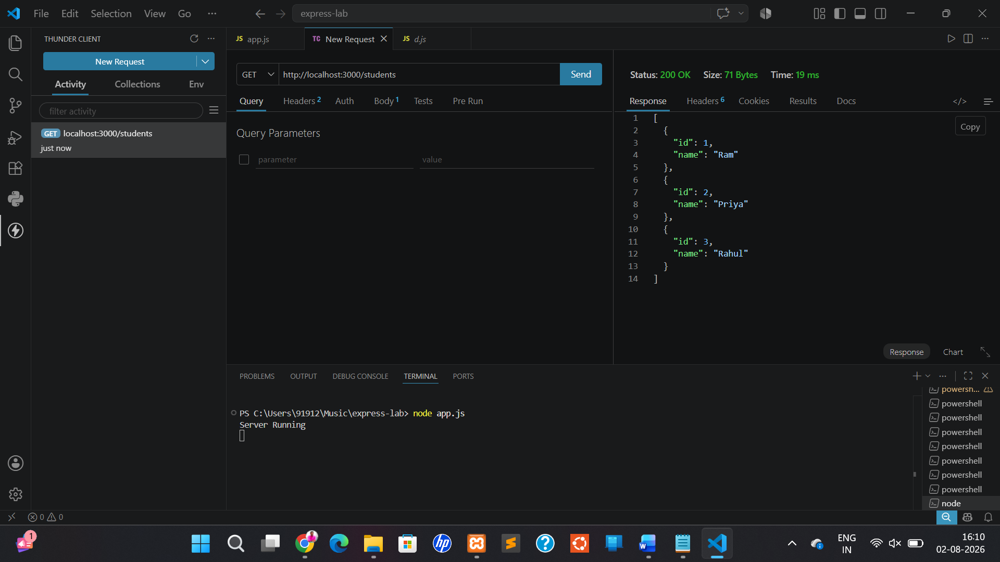 File Edit Selection View Go ···
express-lab
THUNDER CLIENT
New Request
Activity Collections Env
filter activity
GET localhost:3000/students
just now
JS app.js
TC New Request
JS d.js
GET http://localhost:3000/students Send
Query Headers 2 Auth Body 1 Tests Pre Run
Query Parameters
parameter value
Status: 200 OK Size: 71 Bytes Time: 19 ms
Response Headers 6 Cookies Results Docs </>
Copy
1 [
2 {
3 "id": 1,
4 "name": "Ram"
5 },
6 {
7 "id": 2,
8 "name": "Priya"
9 },
10 {
11 "id": 3,
12 "name": "Rahul"
13 }
14 ]
Response Chart
PROBLEMS OUTPUT DEBUG CONSOLE TERMINAL PORTS
PS C:\Users\91912\Music\express-lab> node app.js
Server Running
powersh...
powershell
powershell
powershell
powershell
powershell
powershell
powershell
node
0 0
1
hp
W
ENG
IN
16:10
02-08-2026